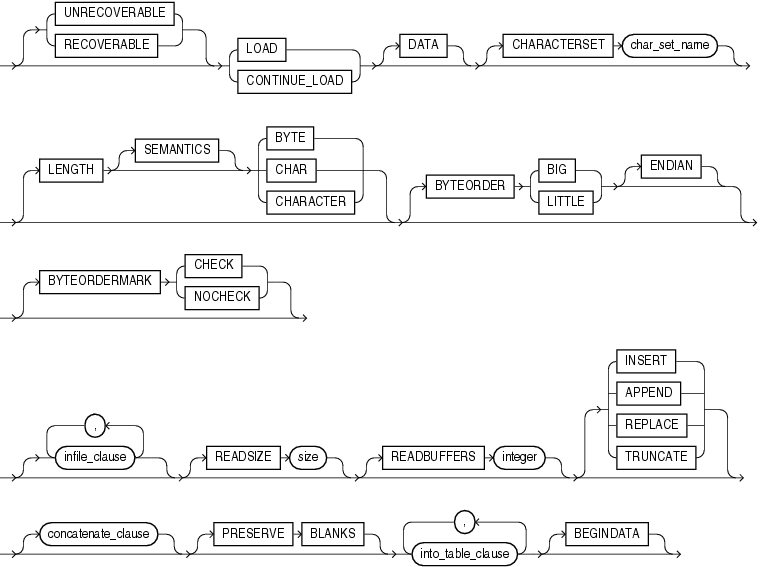 UNRECOVERABLE
RECOVERABLE
LOAD
CONTINUE_LOAD
DATA
CHARACTERSET char_set_name
LENGTH
SEMANTICS
BYTE
CHAR
CHARACTER
BYTEORDER
BIG
LITTLE
ENDIAN
BYTEORDERMARK
CHECK
NOCHECK
,
infile_clause
READSIZE size
READBUFFERS integer
INSERT
APPEND
REPLACE
TRUNCATE
concatenate_clause
PRESERVE BLANKS
,
into_table_clause
BEGINDATA